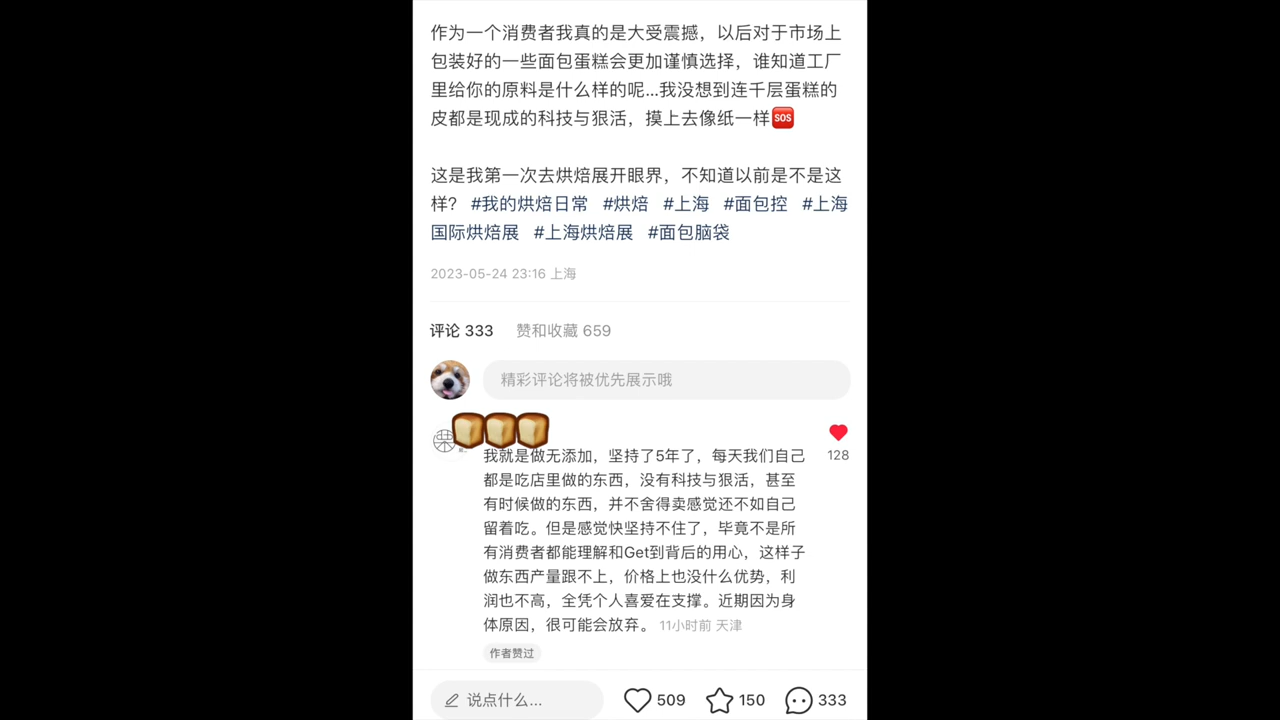 作为一个消费者我真的是大受震撼，以后对于市场上
包装好的一些面包蛋糕会更加谨慎选择，谁知道工厂
里给你的原料是什么样的呢...我没想到连千层蛋糕的
皮都是现成的科技与狠活，摸上去像纸一样🆘
这是我第一次去烘焙展开眼界，不知道以前是不是这
样？ #我的烘焙日常 #烘焙 #上海 #面包控 #上海
国际烘焙展 #上海烘焙展 #面包脑袋
2023-05-24 23:16 上海
评论 333 赞和收藏 659
精彩评论将被优先展示哦
我就是做无添加，坚持了5年了，每天我们自己
都是吃店里做的东西，没有科技与狠活，甚至
有时候做的东西，并不舍得卖感觉还不如自己
留着吃。但是感觉快坚持不住了，毕竟不是所
有消费者都能理解和Get到背后的用心，这样子
做东西产量跟不上，价格上也没什么优势，利
润也不高，全凭个人喜爱在支撑。近期因为身
体原因，很可能会放弃。 11小时前 天津
128
作者赞过
说点什么... 509 150 333